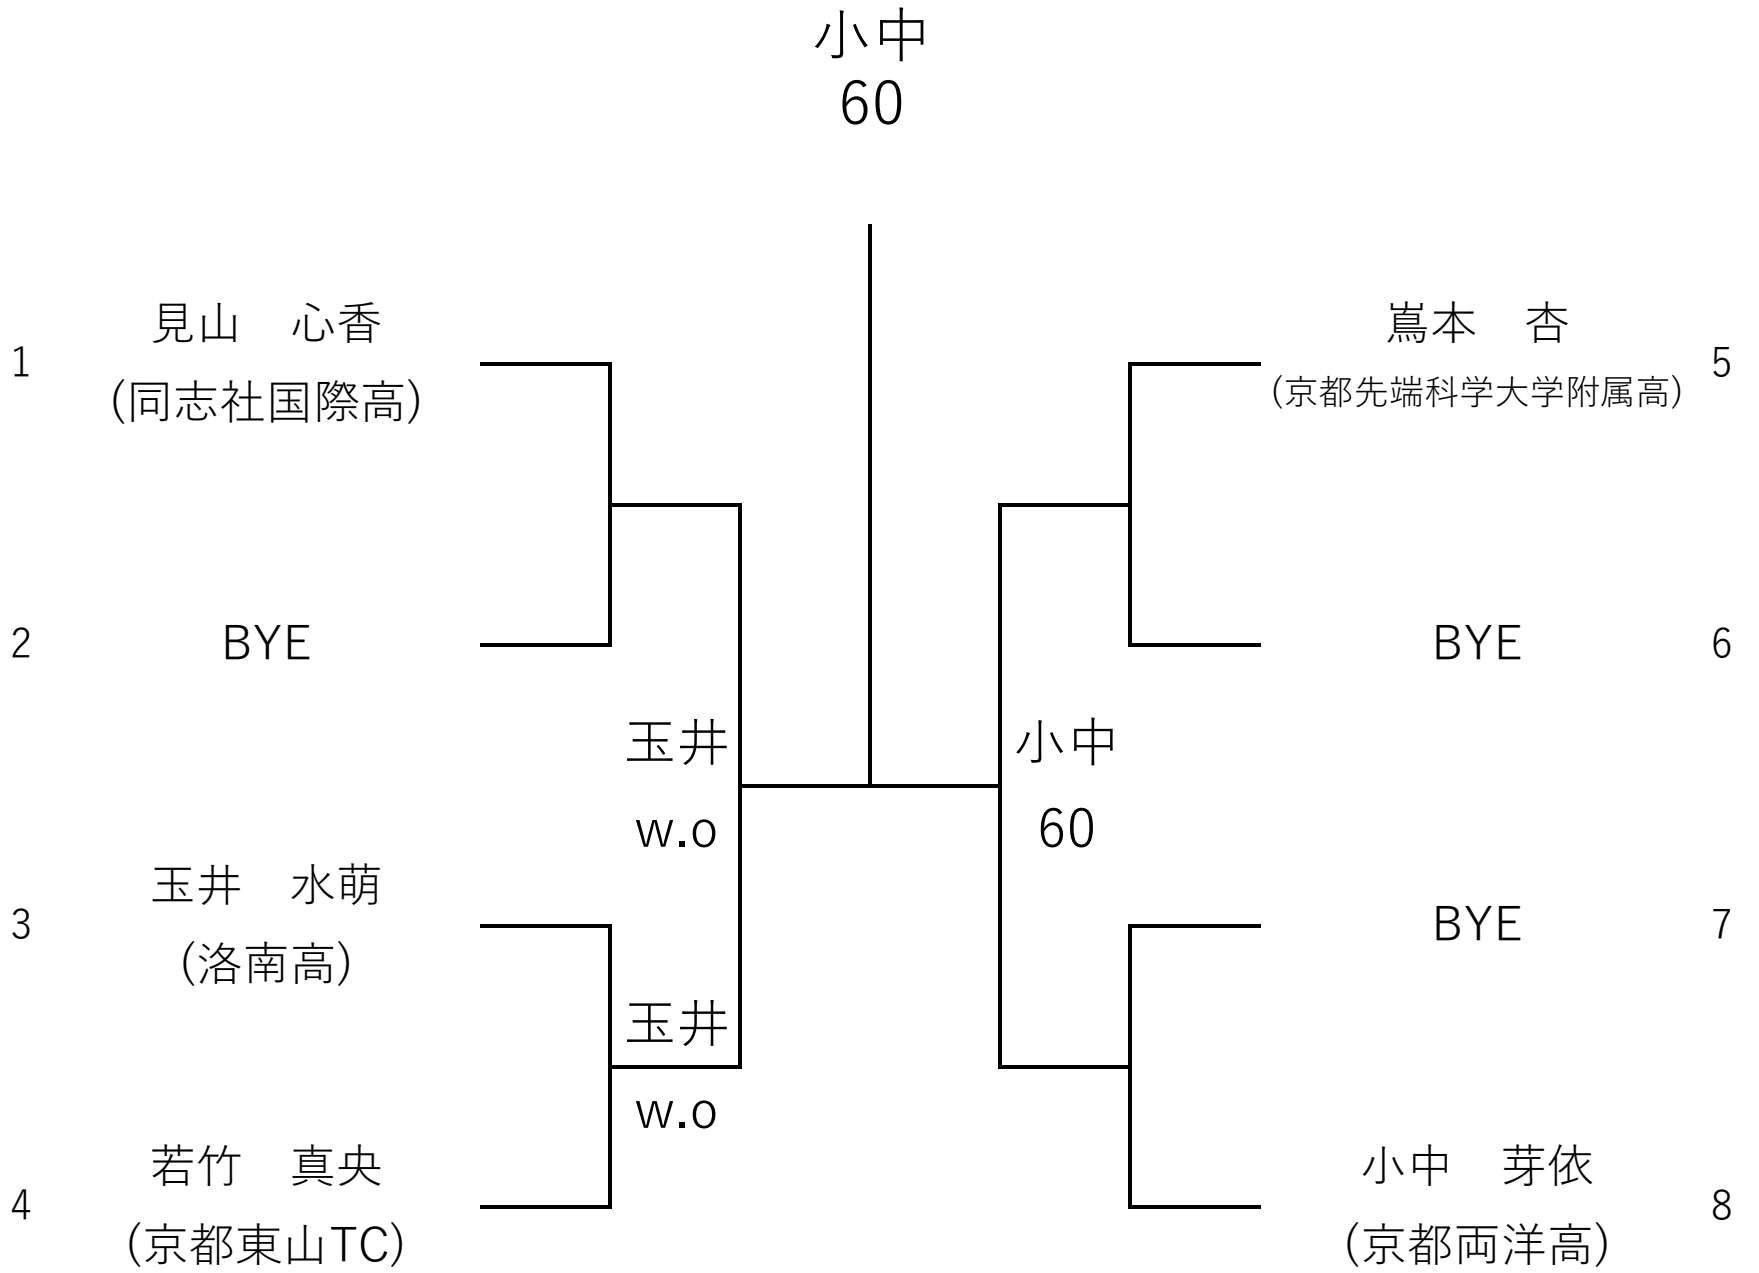 小中
60
1
見山　心香
(同志社国際高)
2
BYE
玉井
w.o
3
玉井　水萌
(洛南高)
玉井
w.o
4
若竹　真央
(京都東山TC)
嶌本　杏
(京都先端科学大学附属高)
5
BYE
6
小中
60
BYE
7
小中　芽依
(京都両洋高)
8